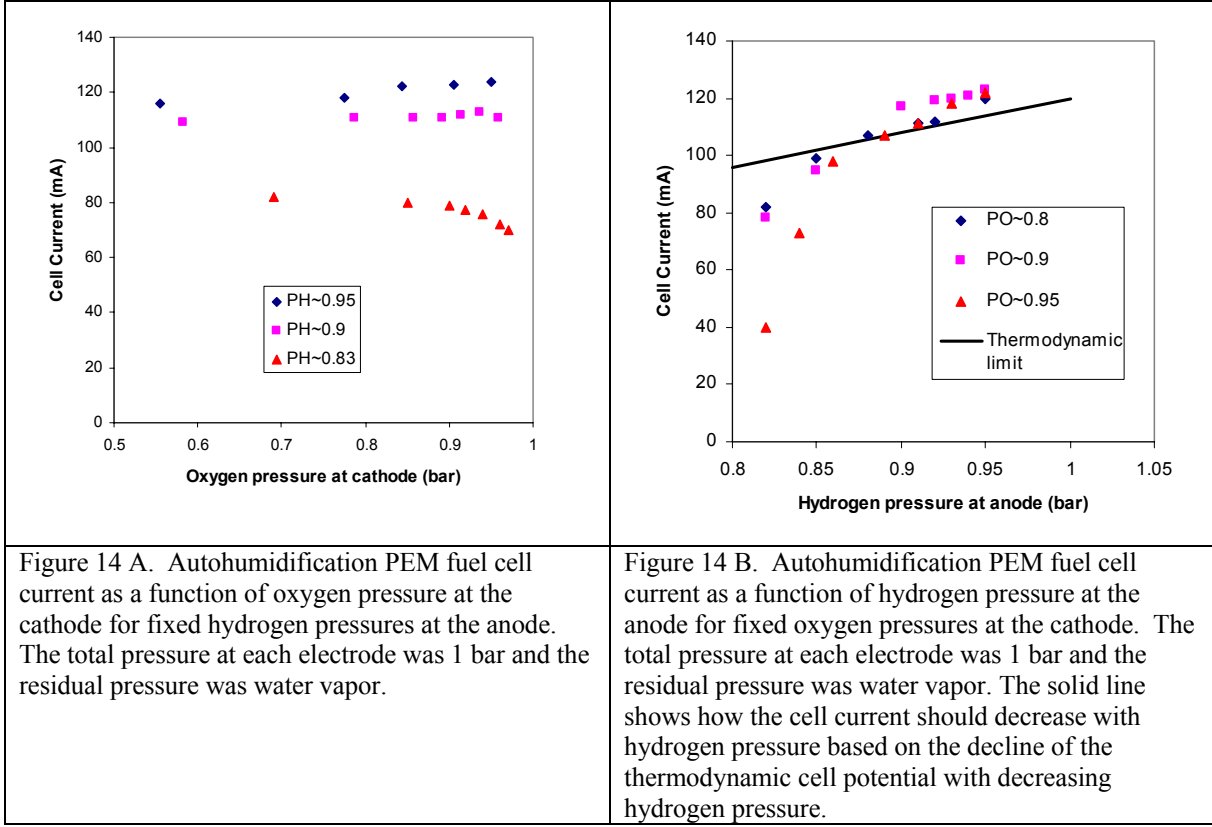 140
120
100
80
60
40
20
0
0.5 0.6 0.7 0.8 0.9 1
Cell Current (mA)
Oxygen pressure at cathode (bar)
PH~0.95
PH~0.9
PH~0.83
140
120
100
80
60
40
20
0
0.8 0.85 0.9 0.95 1 1.05
Cell Current (mA)
Hydrogen pressure at anode (bar)
PO~0.8
PO~0.9
PO~0.95
Thermodynamic
limit
Figure 14 A. Autohumidification PEM fuel cell
current as a function of oxygen pressure at the
cathode for fixed hydrogen pressures at the anode.
The total pressure at each electrode was 1 bar and the
residual pressure was water vapor.
Figure 14 B. Autohumidification PEM fuel cell
current as a function of hydrogen pressure at the
anode for fixed oxygen pressures at the cathode. The
total pressure at each electrode was 1 bar and the
residual pressure was water vapor. The solid line
shows how the cell current should decrease with
hydrogen pressure based on the decline of the
thermodynamic cell potential with decreasing
hydrogen pressure.